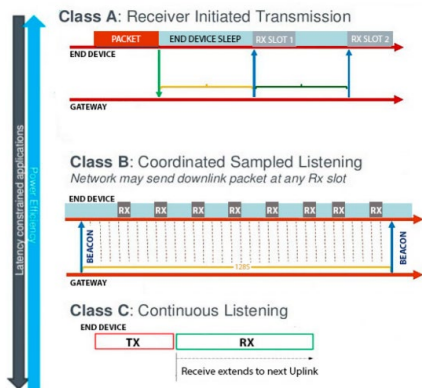 Class A: Receiver Initiated Transmission
PACKET END DEVICE SLEEP RX SLOT 1 RX SLOT 2
END DEVICE
GATEWAY
Latency constrained applications
Power Efficiency
Class B: Coordinated Sampled Listening
Network may send downlink packet at any Rx slot
END DEVICE
RX RX RX RX RX RX RX RX
BEACON BEACON
128S
GATEWAY
Class C: Continuous Listening
END DEVICE
TX RX
Receive extends to next Uplink